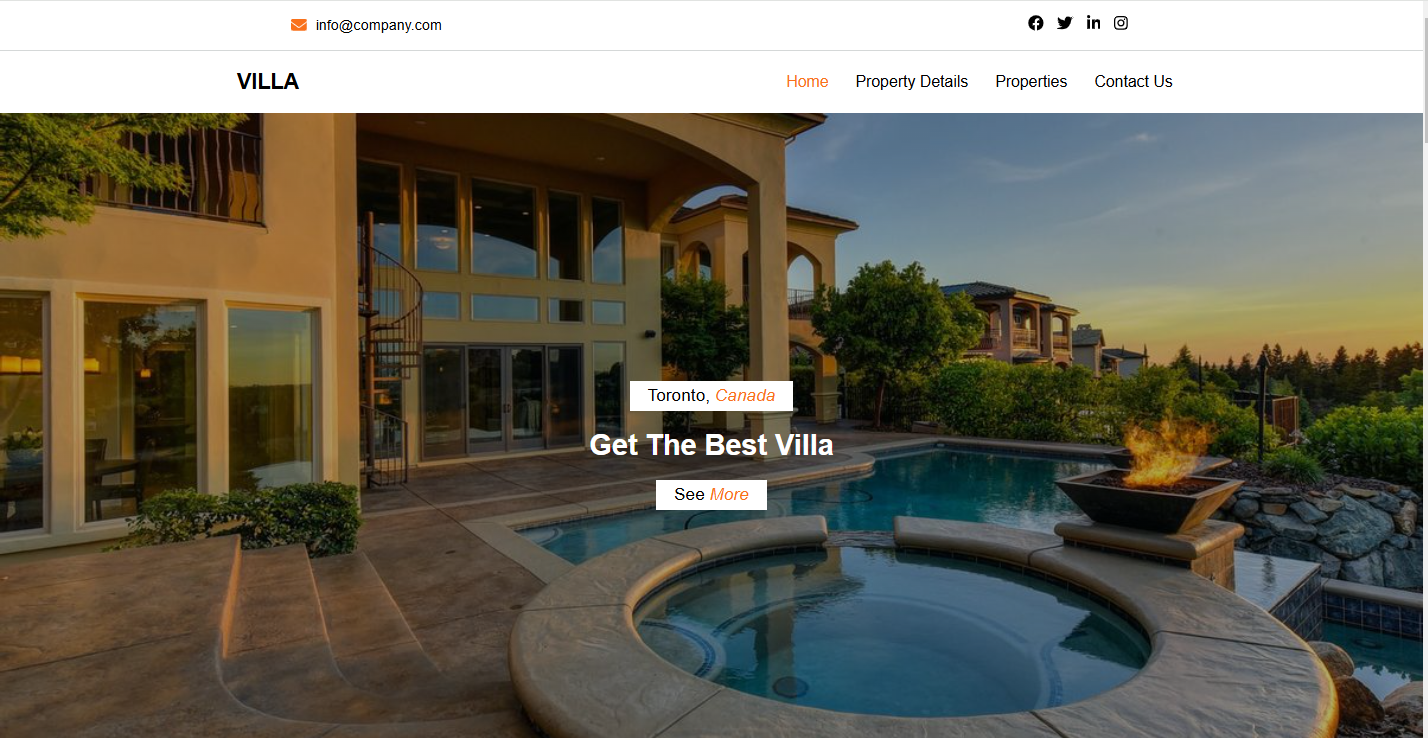 info@company.com
VILLA
Home Property Details Properties Contact Us
Toronto, Canada
Get The Best Villa
See More